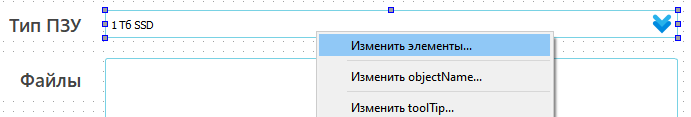 Тип ПЗУ
1 Тб SSD
Изменить элементы...
Изменить objectName...
Файлы
Изменить toolTip...